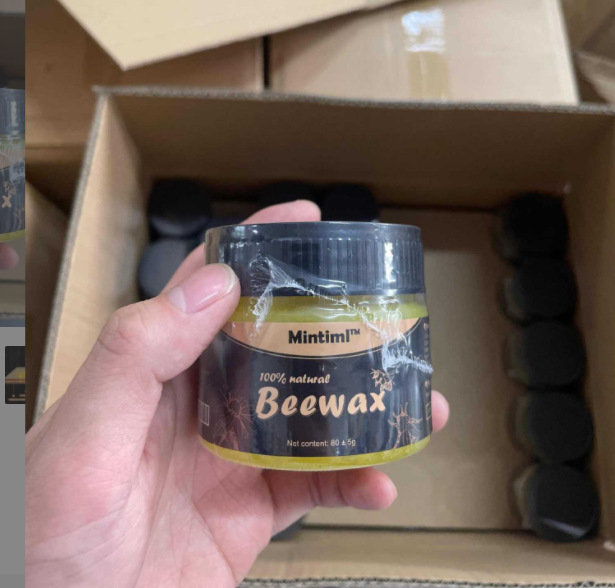 Mintiml™
100% natural
Beewax
Net content: 80 ± 5g